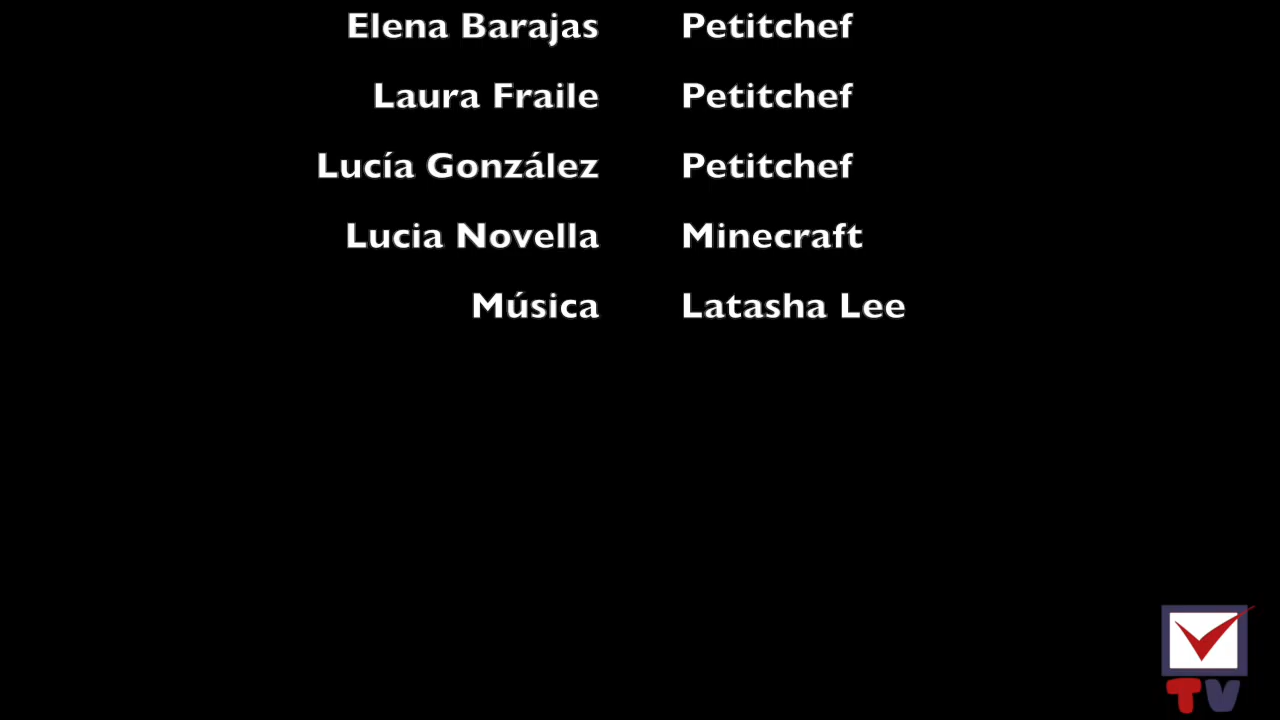 Elena Barajas Petitchef
Laura Fraile Petitchef
Lucía González Petitchef
Lucia Novella Minecraft
Música Latasha Lee
TV